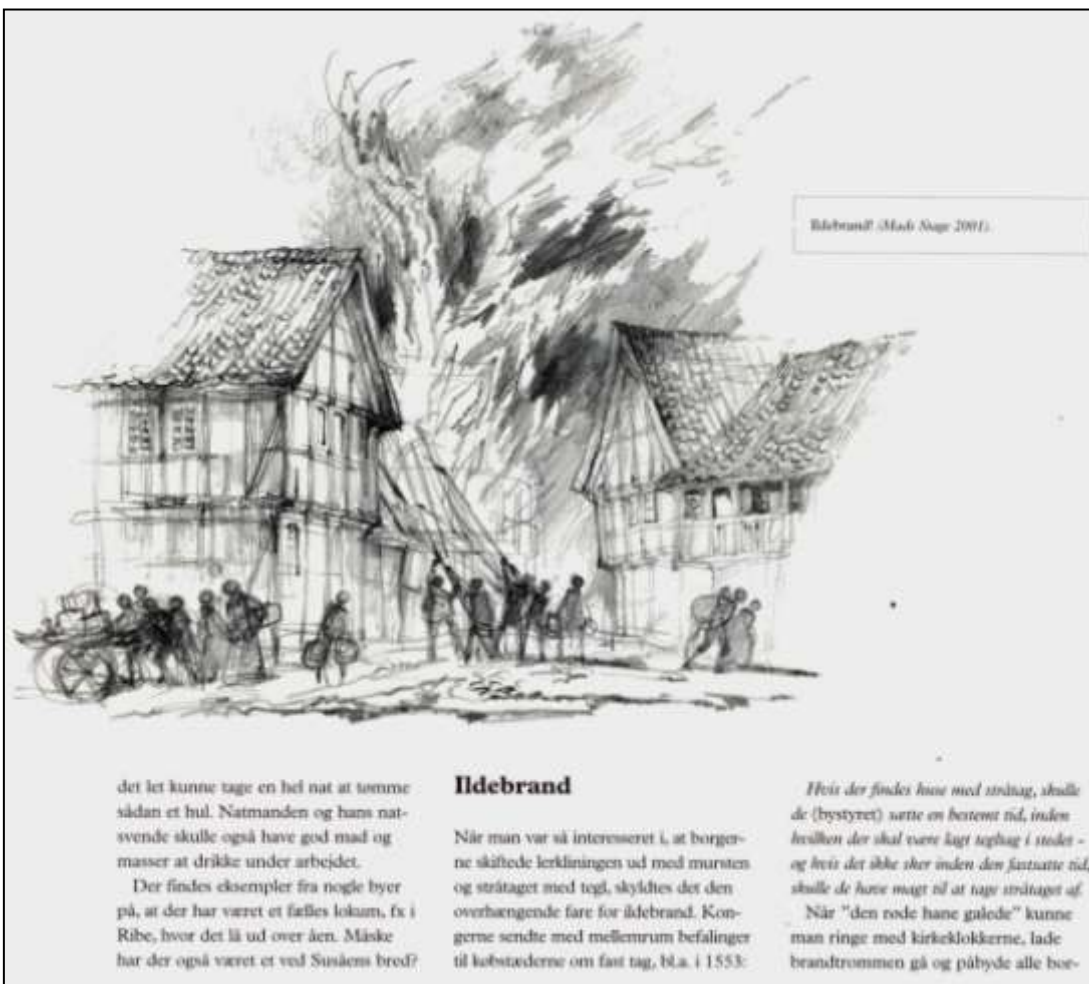 Ildebrand! (Mads Stage 2001).
det let kunne tage en hel nat at tømme
sådan et hul. Natmanden og hans nat-
svende skulle også have god mad og
masser at drikke under arbejdet.
Der findes eksempler fra nogle byer
på, at der har været et fælles lokum, fx i
Ribe, hvor det lå ud over åen. Måske
har der også været et ved Susåens bred?
Ildebrand
Når man var så interesseret i, at borger-
ne skiftede lerkliningen ud med mursten
og stråtaget med tegl, skyldtes det den
overhængende fare for ildebrand. Kon-
gerne sendte med mellemrum befalinger
til købstæderne om fast tag, bl.a. i 1553:
Hvis der findes huse med stråtag, skulle
de (bystyret) sætte en bestemt tid, inden
hvilken der skal være lagt teglhag i stedet -
og hvis det ikke sker inden den fastsatte tid,
skulle de have magt til at tage stråtaget af.
Når "den røde hane galede" kunne
man ringe med kirkeklokkerne, lade
brandtrommen gå og påbyde alle bor-